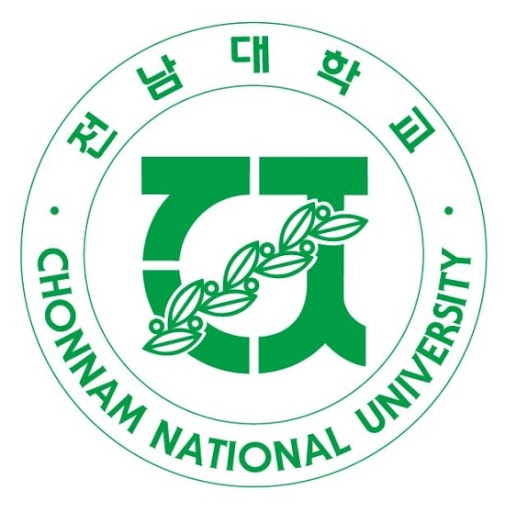 전남대학교
CHONNAM NATIONAL UNIVERSITY